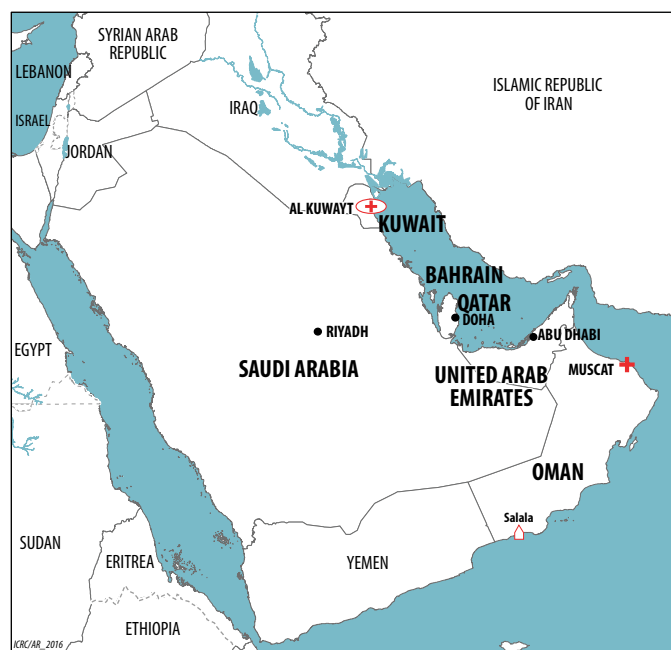 SYRIAN ARAB
REPUBLIC
LEBANON
ISLAMIC REPUBLIC
OF IRAN
IRAQ
ISRAEL
JORDAN
AL KUWAYT
KUWAIT
BAHRAIN
QATAR
DOHA
RIYADH
ABU DHABI
EGYPT
SAUDI ARABIA
UNITED ARAB
EMIRATES
MUSCAT
OMAN
Salala
SUDAN
ERITREA
YEMEN
ETHIOPIA
ICRC/AR_2016